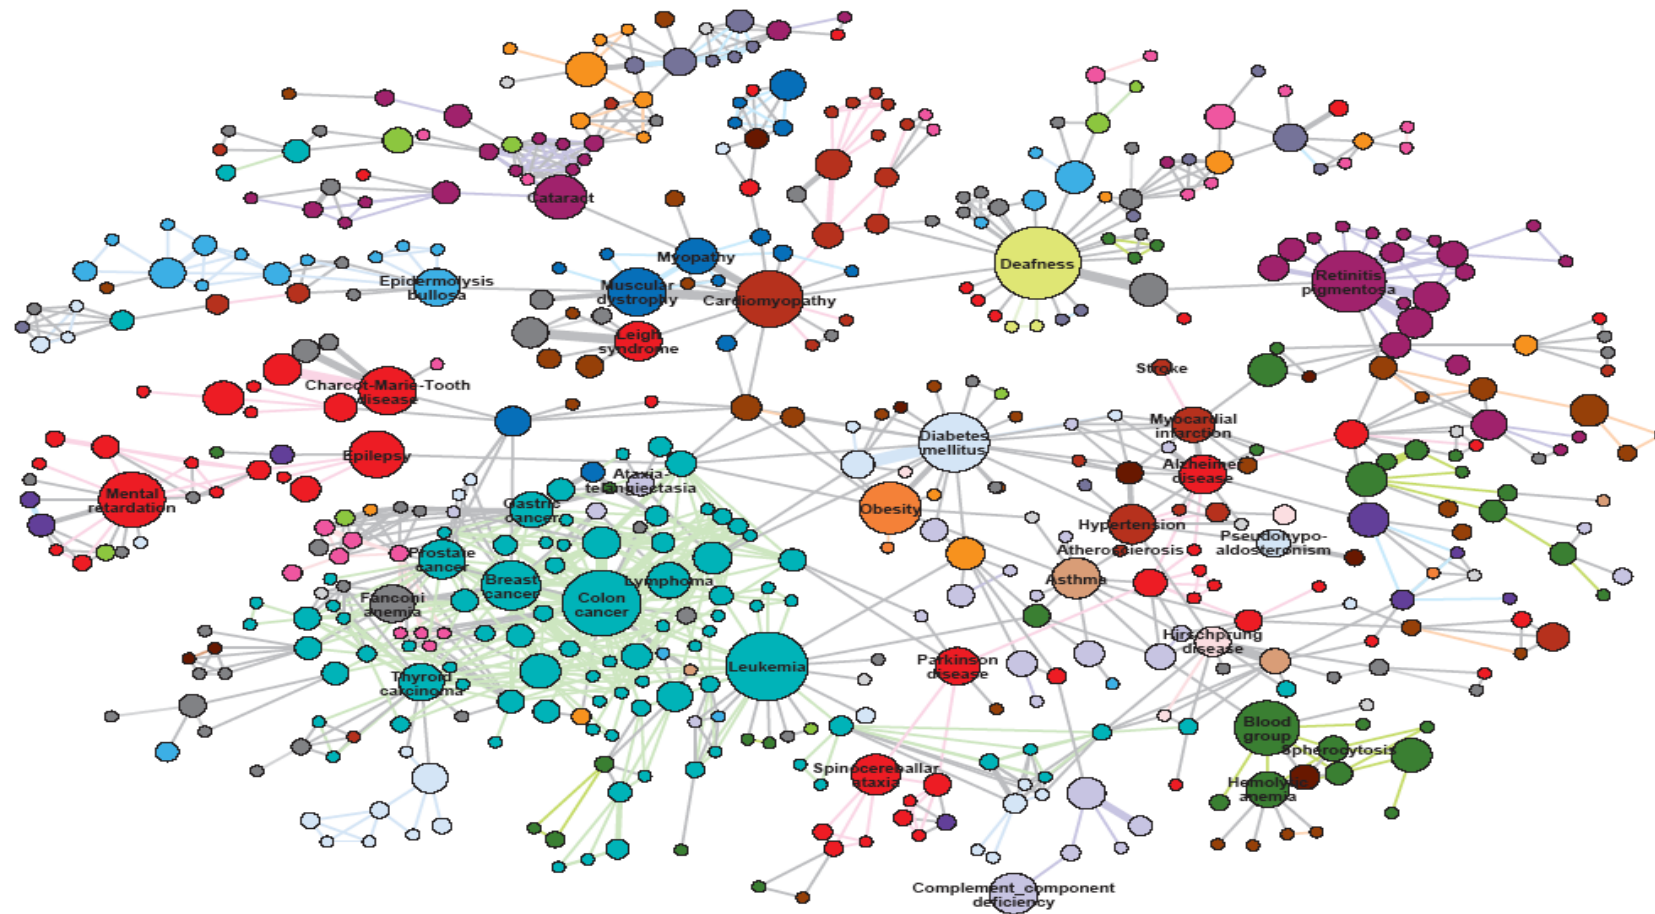 Cataract
Myopathy
Deafness
Retinitis
pigmentosa
Epidermolysis
bullosa
Muscular
dystrophy
Cardiomyopathy
Leigh
syndrome
Charcot-Marie-Tooth
disease
Stroke
Myocardial
infarction
Diabetes
mellitus
Epilepsy
Alzheimer
disease
Ataxia-
telangiectasia
Mental
retardation
Gastric
cancer
Obesity
Hypertension
Pseudohypo-
aldosteronism
Atherosclerosis
Prostate
cancer
Breast
cancer
Lymphoma
Asthma
Fanconi
anemia
Colon
cancer
Hirschprung
disease
Leukemia
Parkinson
disease
Thyroid
carcinoma
Blood
group
Spherocytosis
Spinocereballar
ataxia
Hemolytic
anemia
Complement_component
deficiency